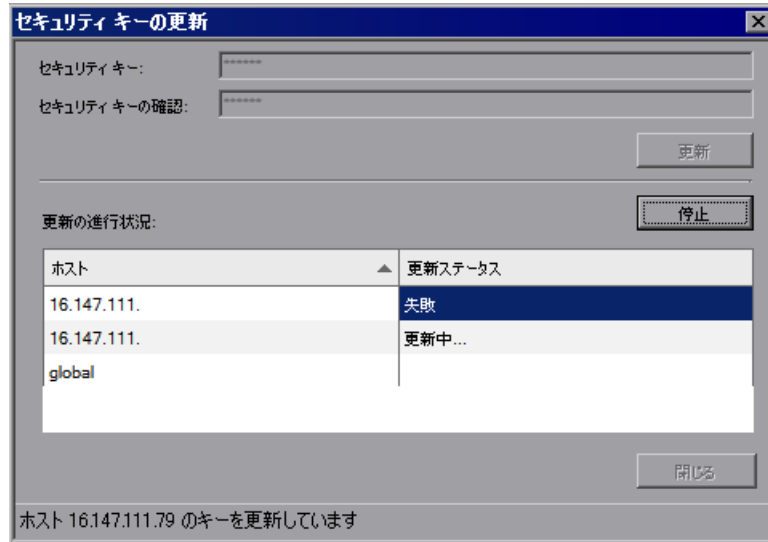 セキュリティ キーの更新
セキュリティ キー: ******
セキュリティ キーの確認: ******
更新
更新の進行状況:
停止
ホスト 更新ステータス
16.147.111. 失敗
16.147.111. 更新中...
global
閉じる
ホスト 16.147.111.79 のキーを更新しています